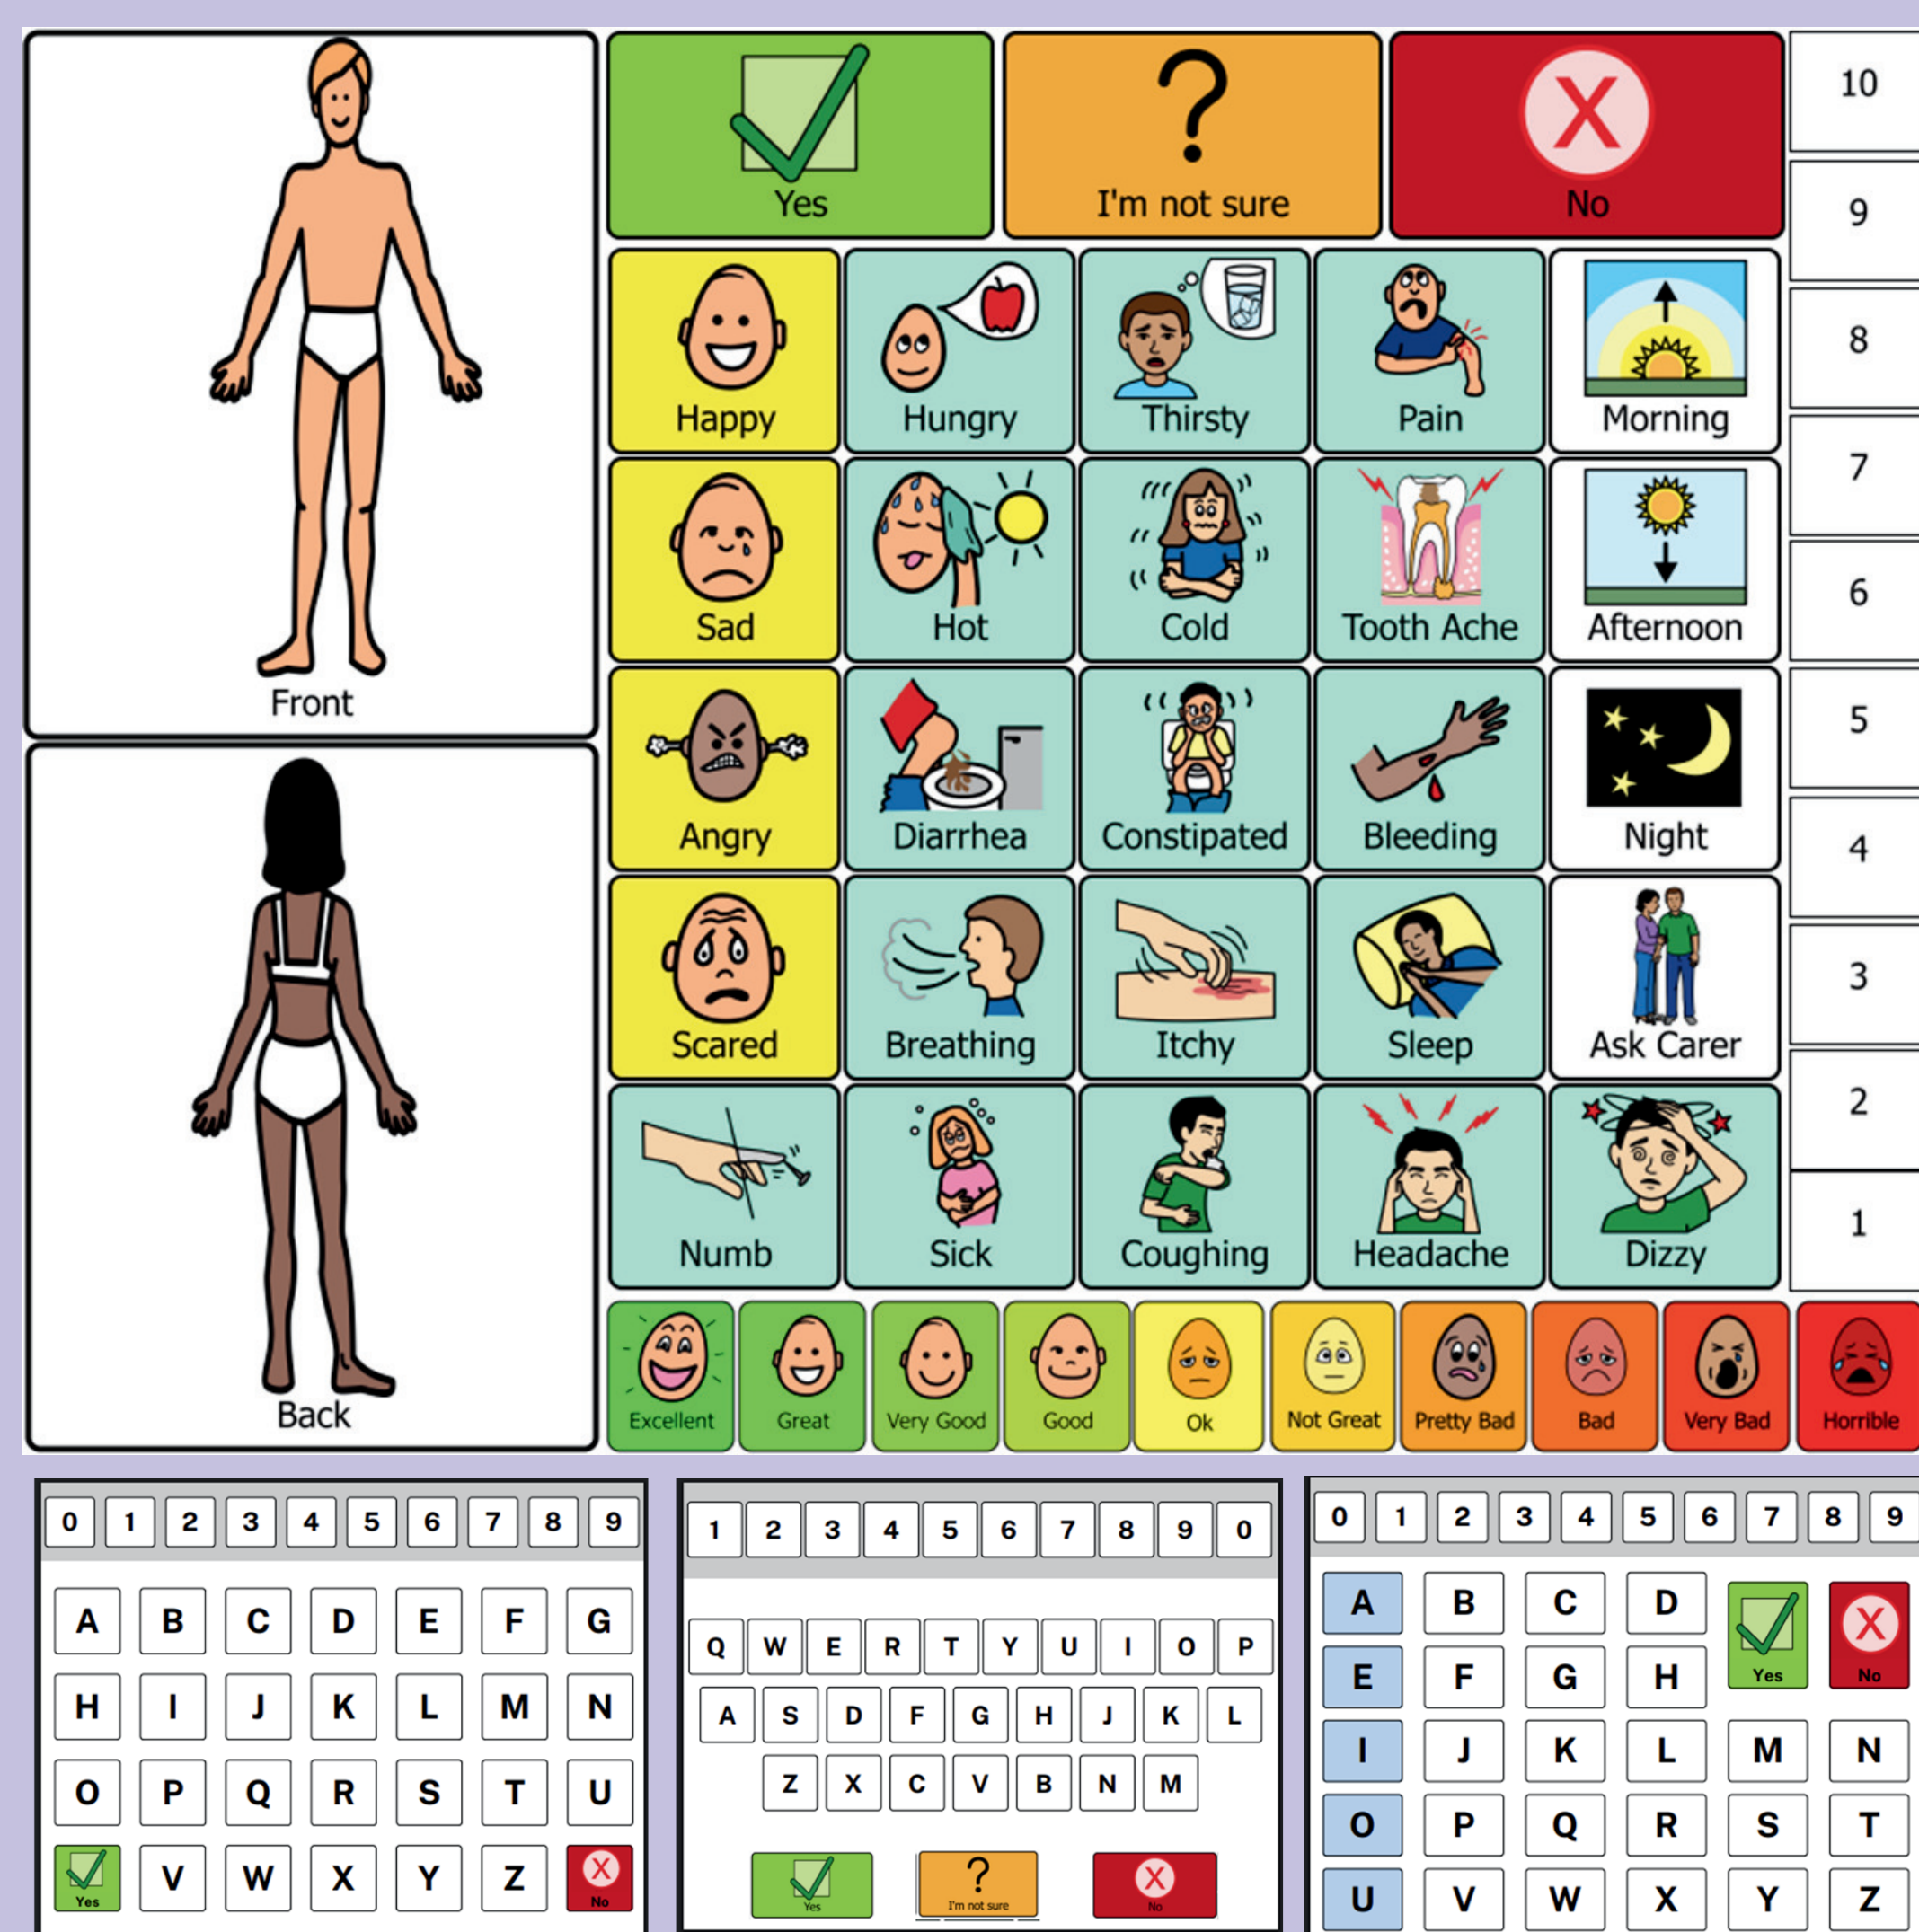 Front
Back
Yes
I'm not sure
No
Happy Hungry Thirsty Pain Morning
Sad Hot Cold Tooth Ache Afternoon
Angry Diarrhea Constipated Bleeding Night
Scared Breathing Itchy Sleep Ask Carer
Numb Sick Coughing Headache Dizzy
10
9
8
7
6
5
4
3
2
1
Excellent Great Very Good Good Ok Not Great Pretty Bad Bad Very Bad Horrible
0 1 2 3 4 5 6 7 8 9
A B C D E F G
H I J K L M N
O P Q R S T U
Yes V W X Y Z X No
1 2 3 4 5 6 7 8 9 0
Q W E R T Y U I O P
A S D F G H J K L
Z X C V B N M
Yes ? I'm not sure X No
0 1 2 3 4 5 6 7 8 9
A B C D Yes X No
E F G H
I J K L M N
O P Q R S T
U V W X Y Z